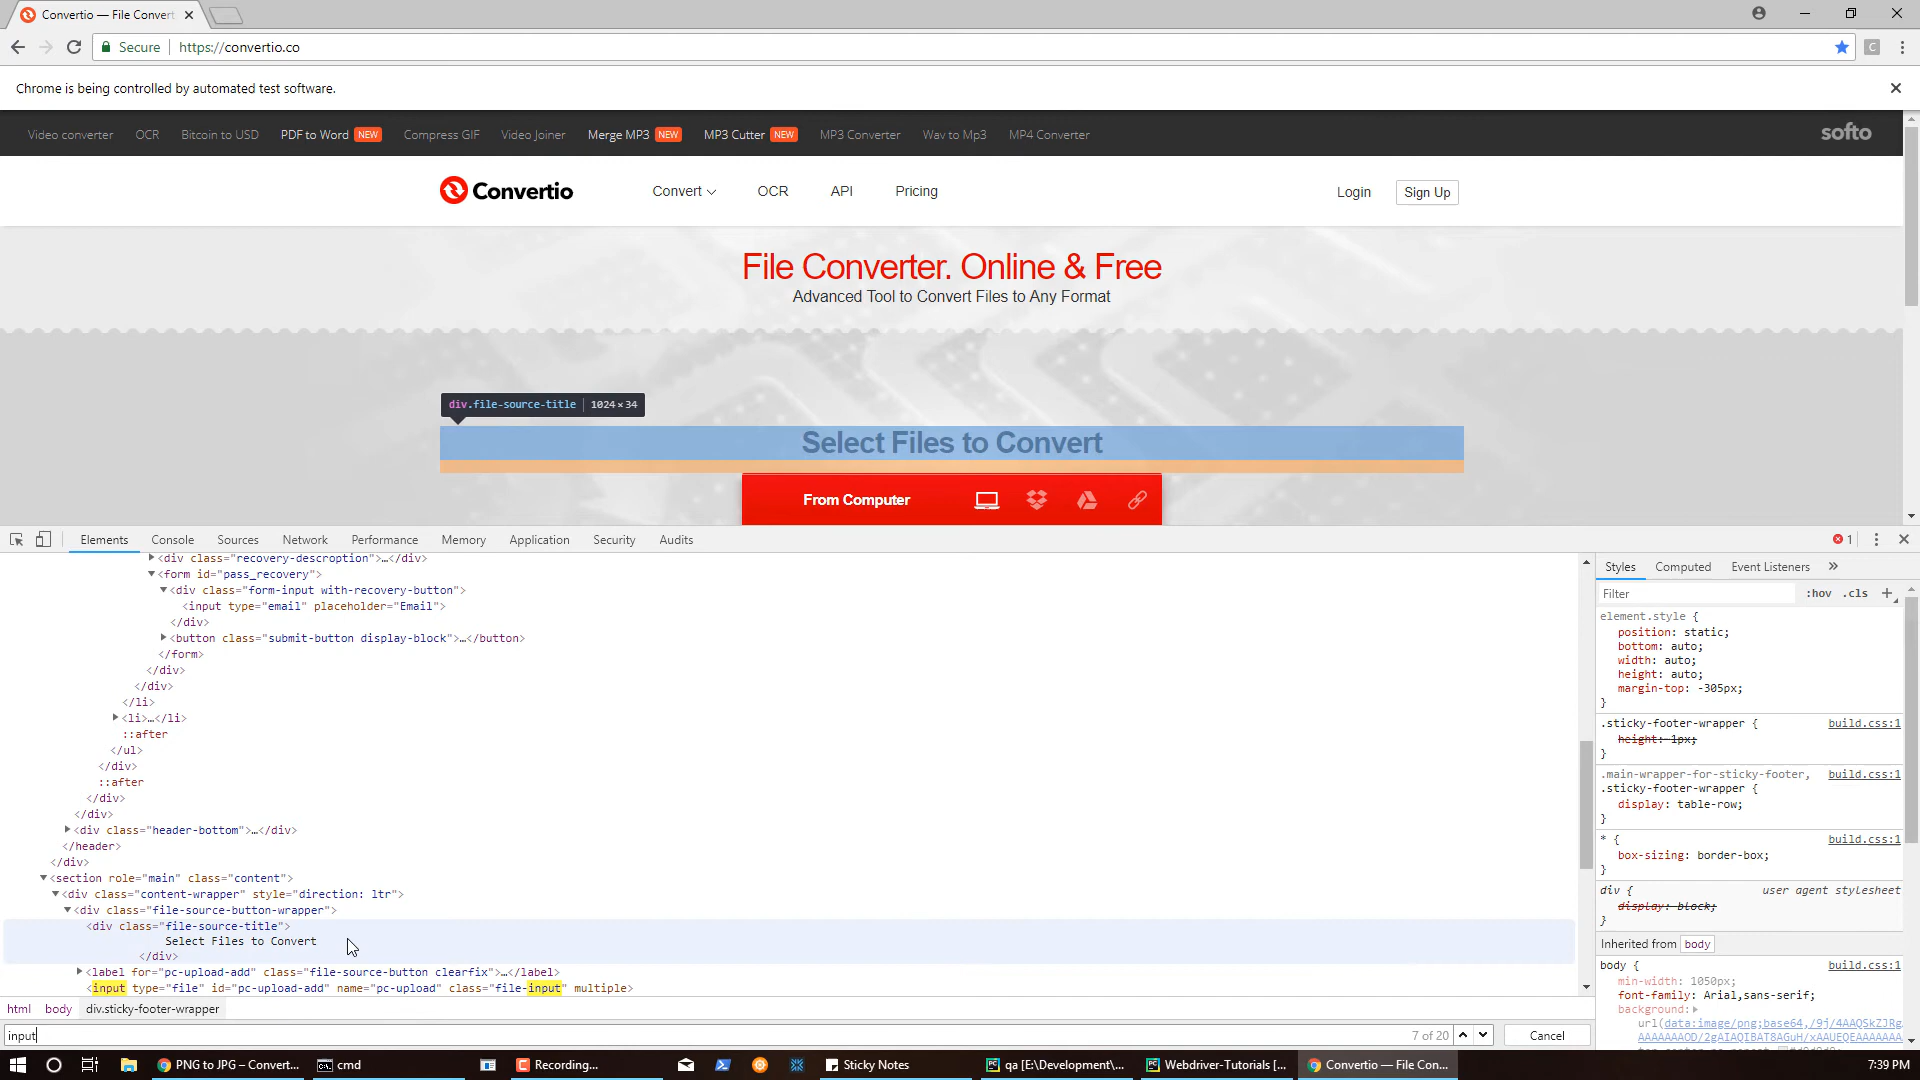 Convertio — File Convert
Secure
https://convertio.co
C
Chrome is being controlled by automated test software.
Video converter OCR Bitcoin to USD PDF to Word NEW Compress GIF Video Joiner Merge MP3 NEW MP3 Cutter NEW MP3 Converter Wav to Mp3 MP4 Converter softo
Convertio Convert OCR API Pricing Login Sign Up
File Converter. Online & Free
Advanced Tool to Convert Files to Any Format
div.file-source-title 1024×34
Select Files to Convert
From Computer
Elements Console Sources Network Performance Memory Application Security Audits 1
<div class="recovery-descroption">…</div>
<form id="pass_recovery">
<div class="form-input with-recovery-button">
<input type="email" placeholder="Email">
</div>
<button class="submit-button display-block">…</button>
</form>
</div>
</div>
</li>
<li>…</li>
::after
</ul>
</div>
::after
</div>
</div>
<div class="header-bottom">…</div>
</header>
</div>
<section role="main" class="content">
<div class="content-wrapper" style="direction: ltr">
<div class="file-source-button-wrapper">
<div class="file-source-title">
Select Files to Convert
</div>
<label for="pc-upload-add" class="file-source-button clearfix">…</label>
<input type="file" id="pc-upload-add" name="pc-upload" class="file-input" multiple>
html body div.sticky-footer-wrapper
input 7 of 20 Cancel
Styles Computed Event Listeners »
Filter :hov .cls +
element.style {
position: static;
bottom: auto;
width: auto;
height: auto;
margin-top: -305px;
}
.sticky-footer-wrapper { build.css:1
height: 1px;
}
.main-wrapper-for-sticky-footer, build.css:1
.sticky-footer-wrapper {
display: table-row;
}
* { build.css:1
box-sizing: border-box;
}
div { user agent stylesheet
display: block;
}
Inherited from body
body { build.css:1
min-width: 1050px;
font-family: Arial,sans-serif;
background:
url(data:image/png;base64,/9j/4AAQSkZJRg
PNG to JPG – Convert... cmd Recording... Sticky Notes qa [E:\Development\... Webdriver-Tutorials [... Convertio — File Con... 7:39 PM